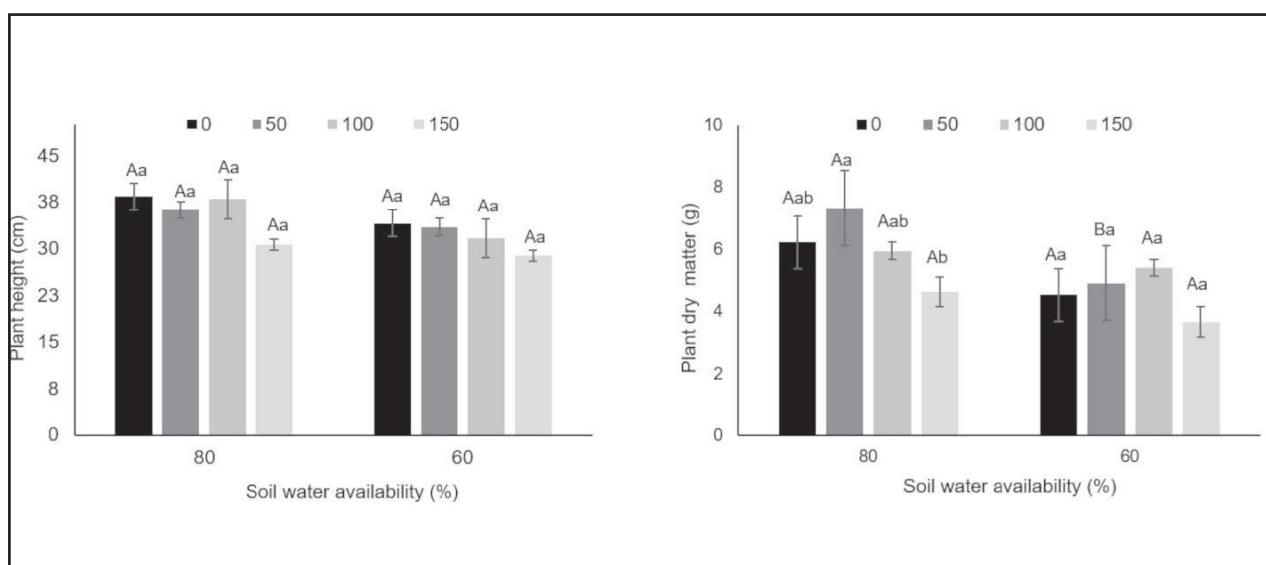 0 50 100 150
45
38
30
23
15
8
0
Plant height (cm)
Aa Aa Aa Aa
Aa Aa Aa Aa
80 60
Soil water availability (%)
0 50 100 150
10
8
6
4
2
0
Plant dry matter (g)
Aab Aa Aab Ab
Aa Ba Aa Aa
80 60
Soil water availability (%)